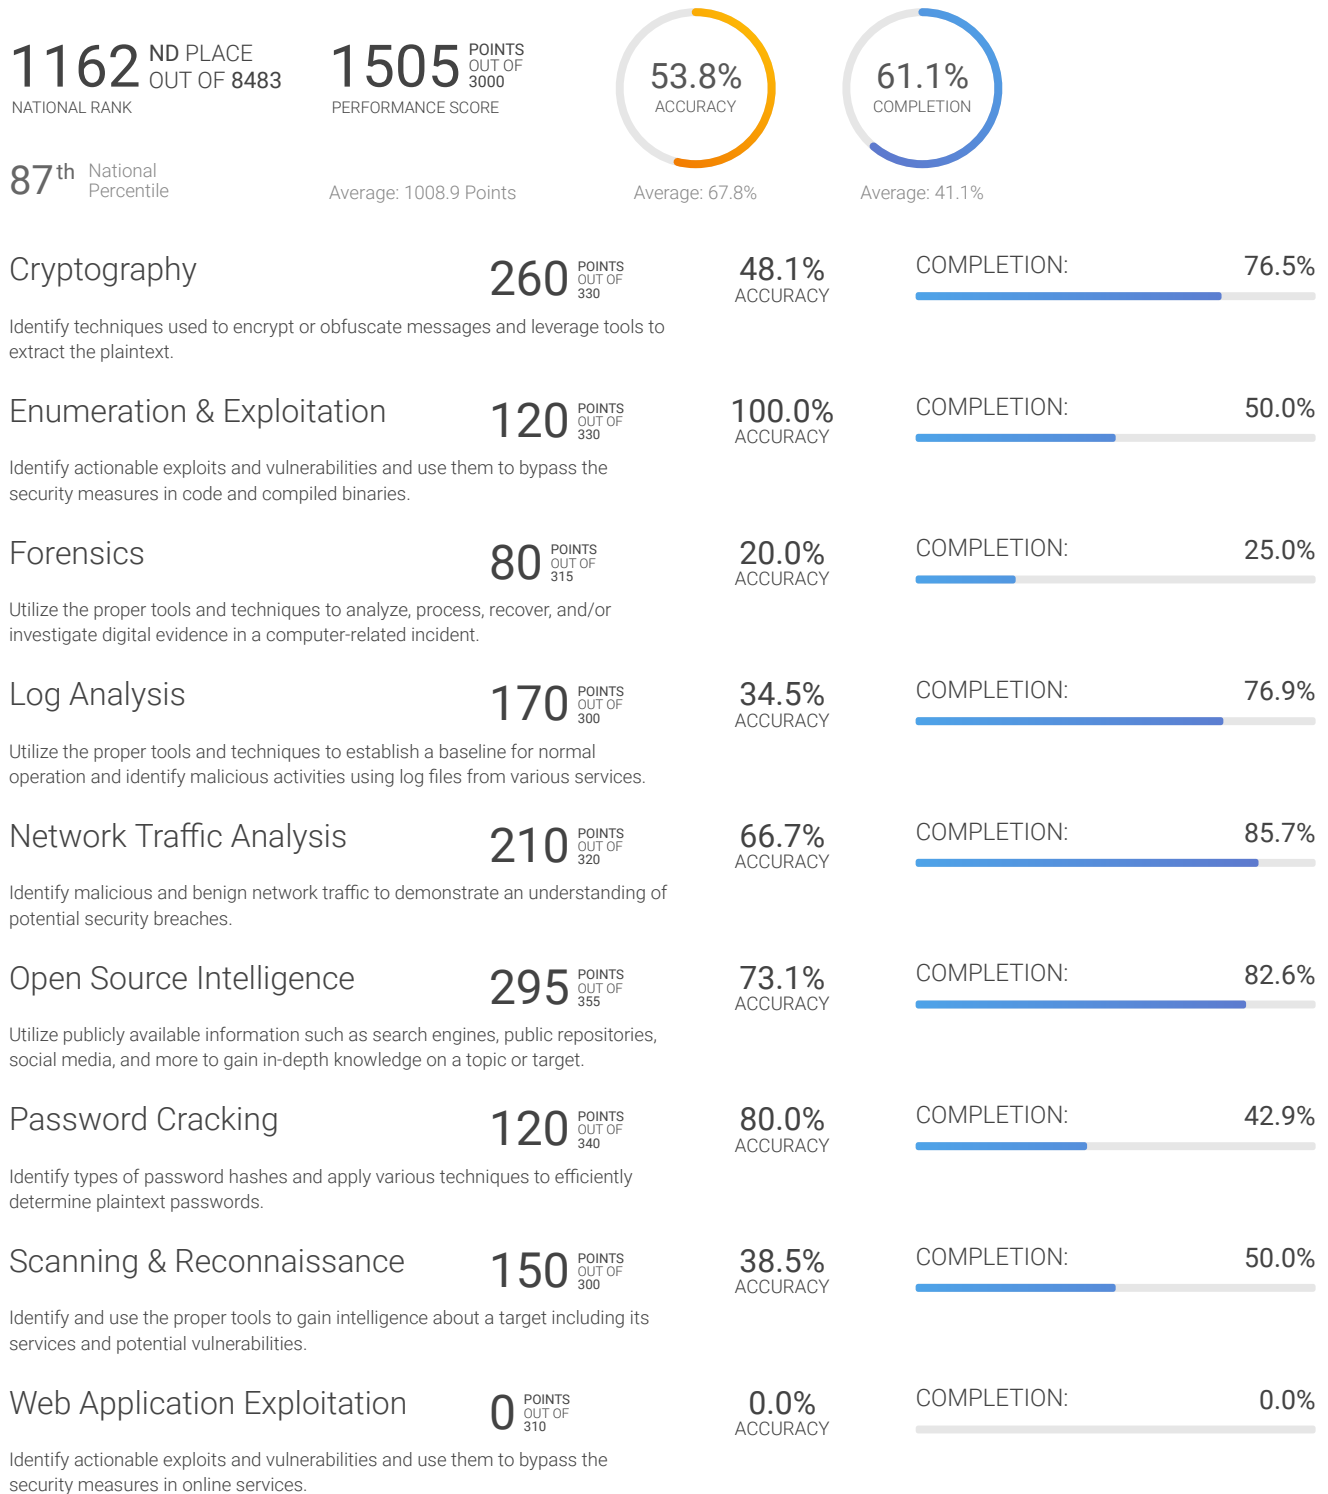 1162 ND PLACE
OUT OF 8483
NATIONAL RANK
87th National
Percentile
1505 POINTS
OUT OF
3000
PERFORMANCE SCORE
Average: 1008.9 Points
53.8%
ACCURACY
Average: 67.8%
61.1%
COMPLETION
Average: 41.1%
Cryptography
260 POINTS
OUT OF
330
48.1%
ACCURACY
COMPLETION: 76.5%
Identify techniques used to encrypt or obfuscate messages and leverage tools to
extract the plaintext.
Enumeration & Exploitation
120 POINTS
OUT OF
330
100.0%
ACCURACY
COMPLETION: 50.0%
Identify actionable exploits and vulnerabilities and use them to bypass the
security measures in code and compiled binaries.
Forensics
80 POINTS
OUT OF
315
20.0%
ACCURACY
COMPLETION: 25.0%
Utilize the proper tools and techniques to analyze, process, recover, and/or
investigate digital evidence in a computer-related incident.
Log Analysis
170 POINTS
OUT OF
300
34.5%
ACCURACY
COMPLETION: 76.9%
Utilize the proper tools and techniques to establish a baseline for normal
operation and identify malicious activities using log files from various services.
Network Traffic Analysis
210 POINTS
OUT OF
320
66.7%
ACCURACY
COMPLETION: 85.7%
Identify malicious and benign network traffic to demonstrate an understanding of
potential security breaches.
Open Source Intelligence
295 POINTS
OUT OF
355
73.1%
ACCURACY
COMPLETION: 82.6%
Utilize publicly available information such as search engines, public repositories,
social media, and more to gain in-depth knowledge on a topic or target.
Password Cracking
120 POINTS
OUT OF
340
80.0%
ACCURACY
COMPLETION: 42.9%
Identify types of password hashes and apply various techniques to efficiently
determine plaintext passwords.
Scanning & Reconnaissance
150 POINTS
OUT OF
300
38.5%
ACCURACY
COMPLETION: 50.0%
Identify and use the proper tools to gain intelligence about a target including its
services and potential vulnerabilities.
Web Application Exploitation
0 POINTS
OUT OF
310
0.0%
ACCURACY
COMPLETION: 0.0%
Identify actionable exploits and vulnerabilities and use them to bypass the
security measures in online services.